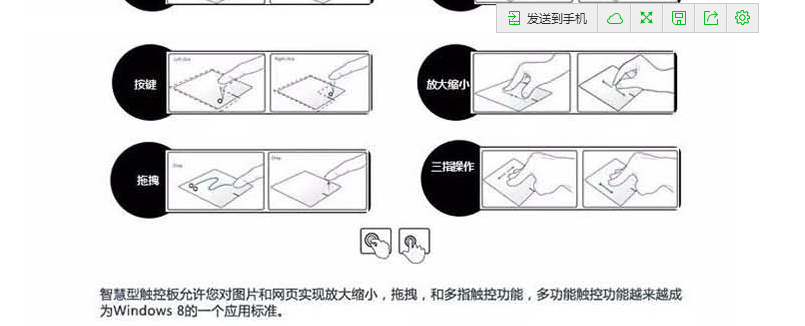 发送到手机
按键
Left click
Right click
放大缩小
拖拽
Drag
Drop
三指操作
智慧型触控板允许您对图片和网页实现放大缩小，拖拽，和多指触控功能，多功能触控功能越来越成
为Windows 8的一个应用标准。